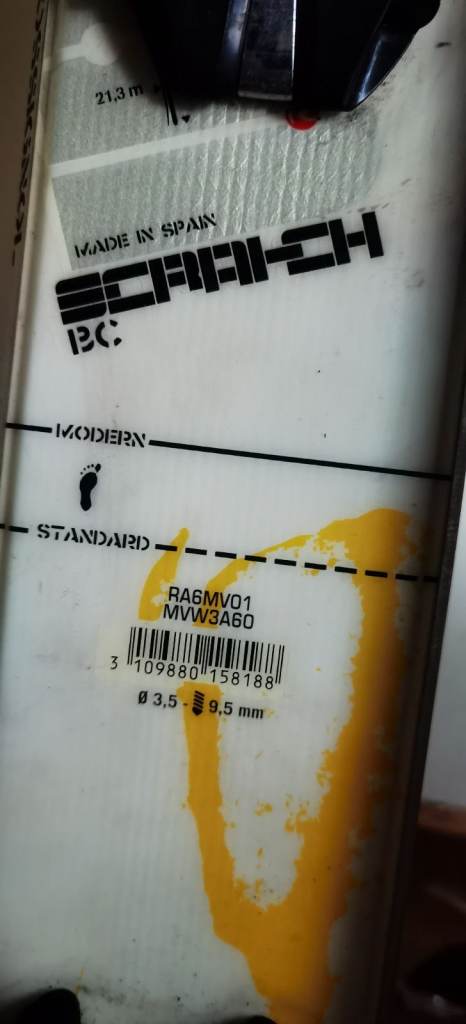 21,3 m
MADE IN SPAIN
SCRATCH
BC
MODERN
STANDARD
RA6MV01
MVW3A60
3 109880 158188
Ø 3,5 - 9,5 mm